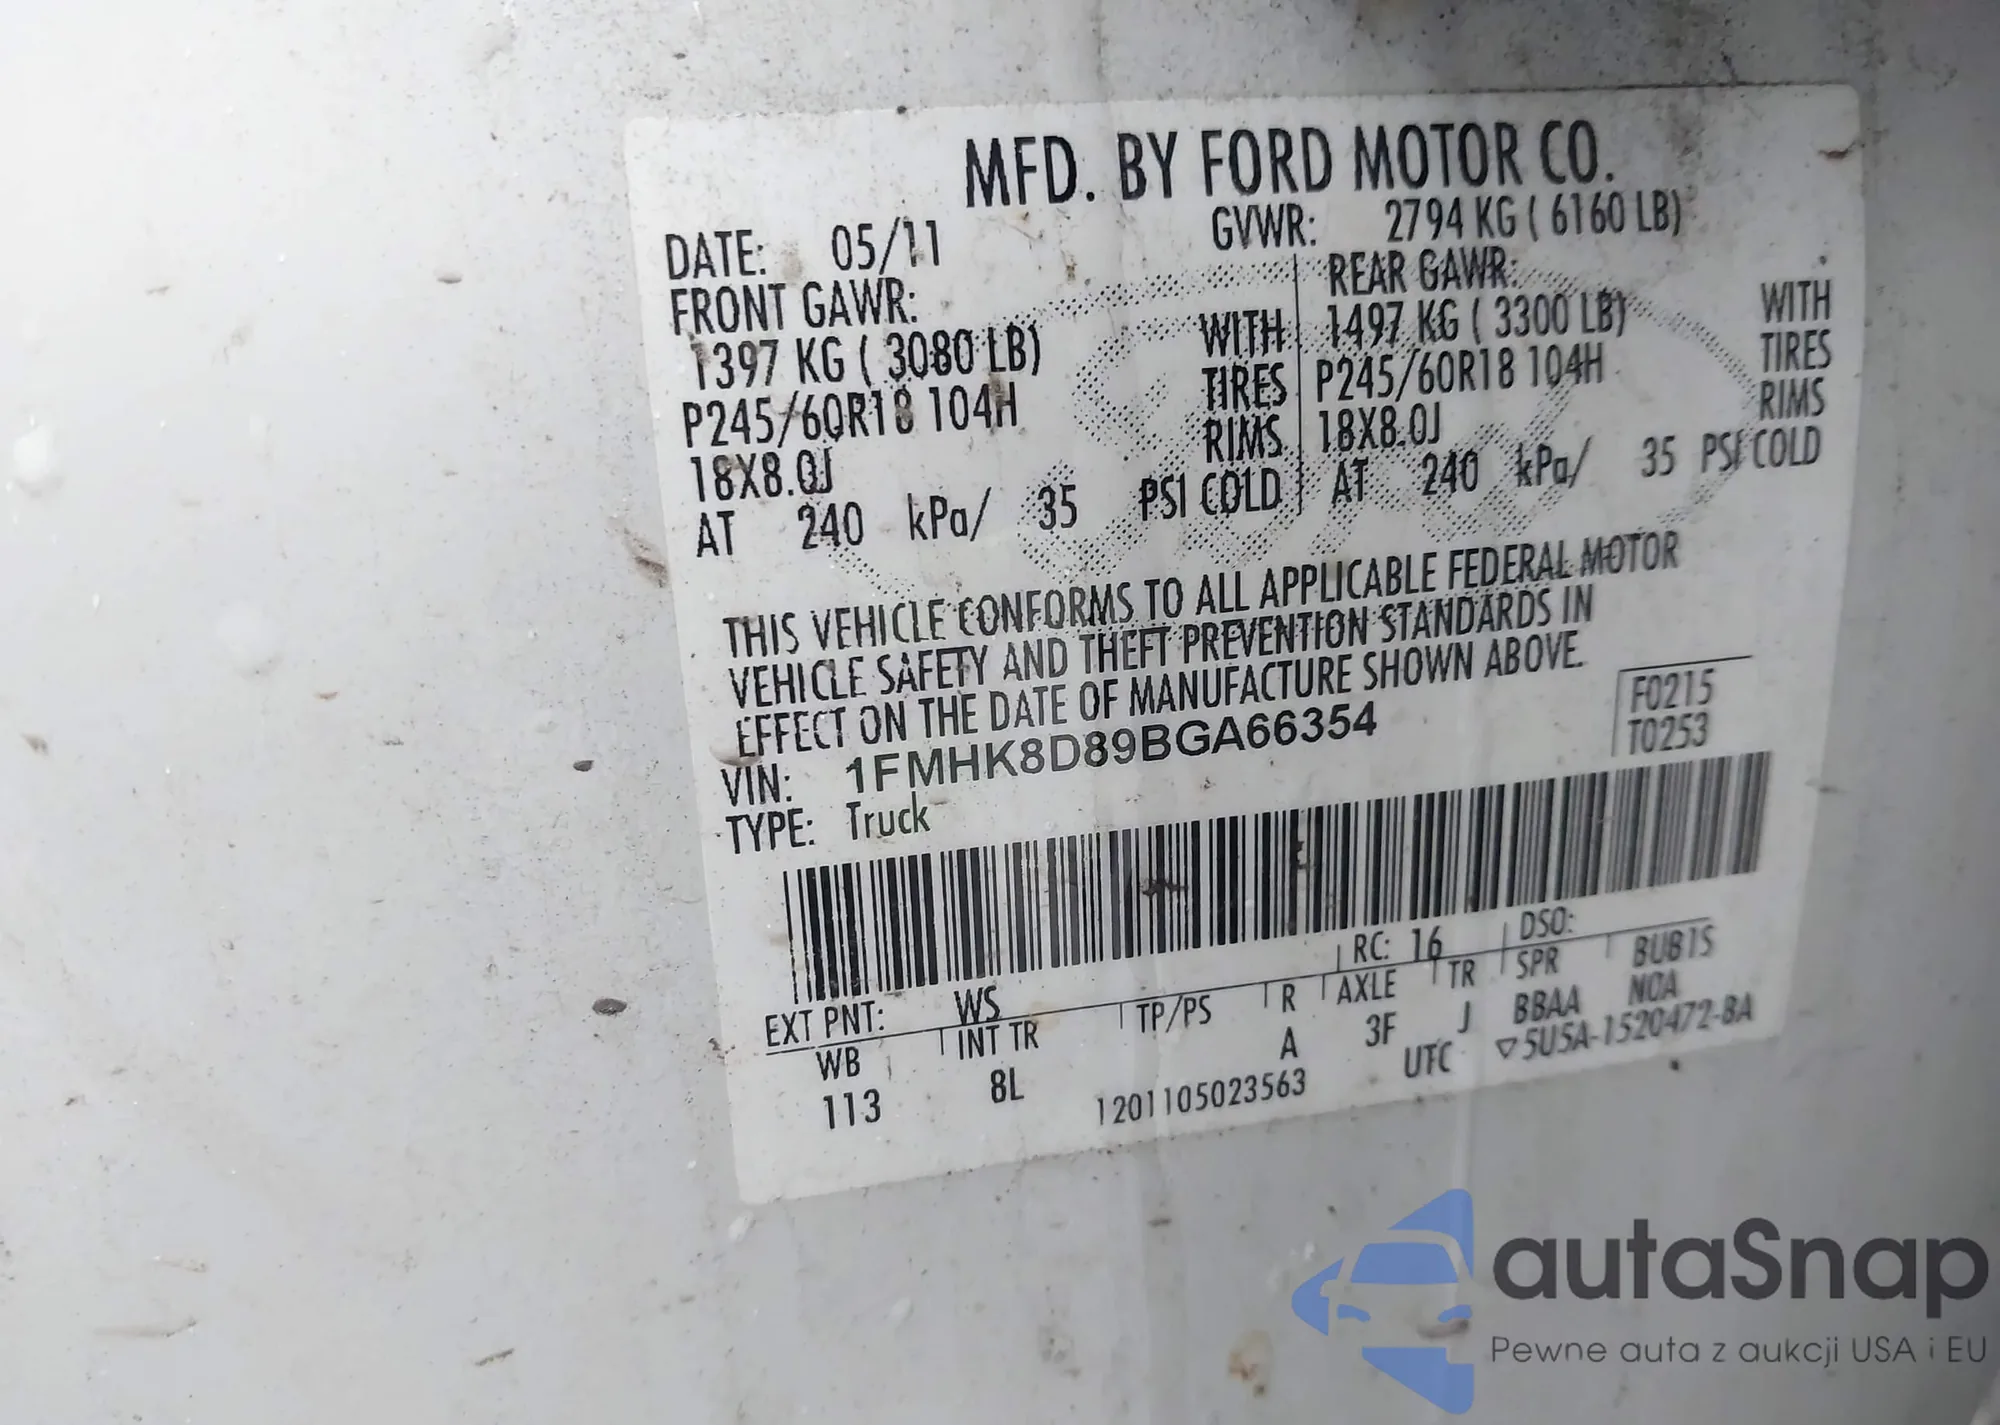 MFD. BY FORD MOTOR CO.
DATE: 05/11 GVWR: 2794 KG ( 6160 LB)
FRONT GAWR: REAR GAWR:
1397 KG ( 3080 LB) WITH 1497 KG ( 3300 LB) WITH
P245/60R18 104H TIRES P245/60R18 104H TIRES
18X8.0J RIMS 18X8.0J RIMS
AT 240 kPa/ 35 PSI COLD AT 240 kPa/ 35 PSI COLD
THIS VEHICLE CONFORMS TO ALL APPLICABLE FEDERAL MOTOR
VEHICLE SAFETY AND THEFT PREVENTION STANDARDS IN
EFFECT ON THE DATE OF MANUFACTURE SHOWN ABOVE.
F0215
T0253
VIN: 1FMHK8D89BGA66354
TYPE: Truck
EXT PNT: WS RC: 16 DSO:
WB INT TR TP/PS R AXLE TR SPR BUB1S
113 8L A 3F J BBAA NOA
1201105023563 UTC ▽5U5A-1520472-BA
autaSnap
Pewne auta z aukcji USA i EU